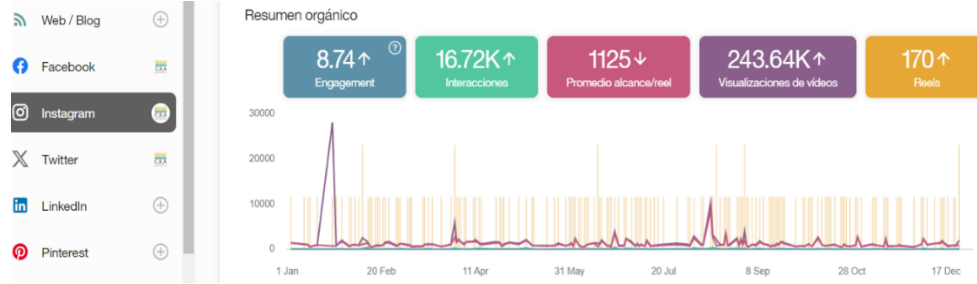 Web / Blog
Facebook
Instagram
Twitter
LinkedIn
Pinterest
Resumen orgánico
8.74↑
?
Engagement
16.72K↑
Interacciones
1125↓
Promedio alcance/reel
243.64K↑
Visualizaciones de vídeos
170↑
Reels
30000
20000
10000
0
1 Jan 20 Feb 11 Apr 31 May 20 Jul 8 Sep 28 Oct 17 Dec